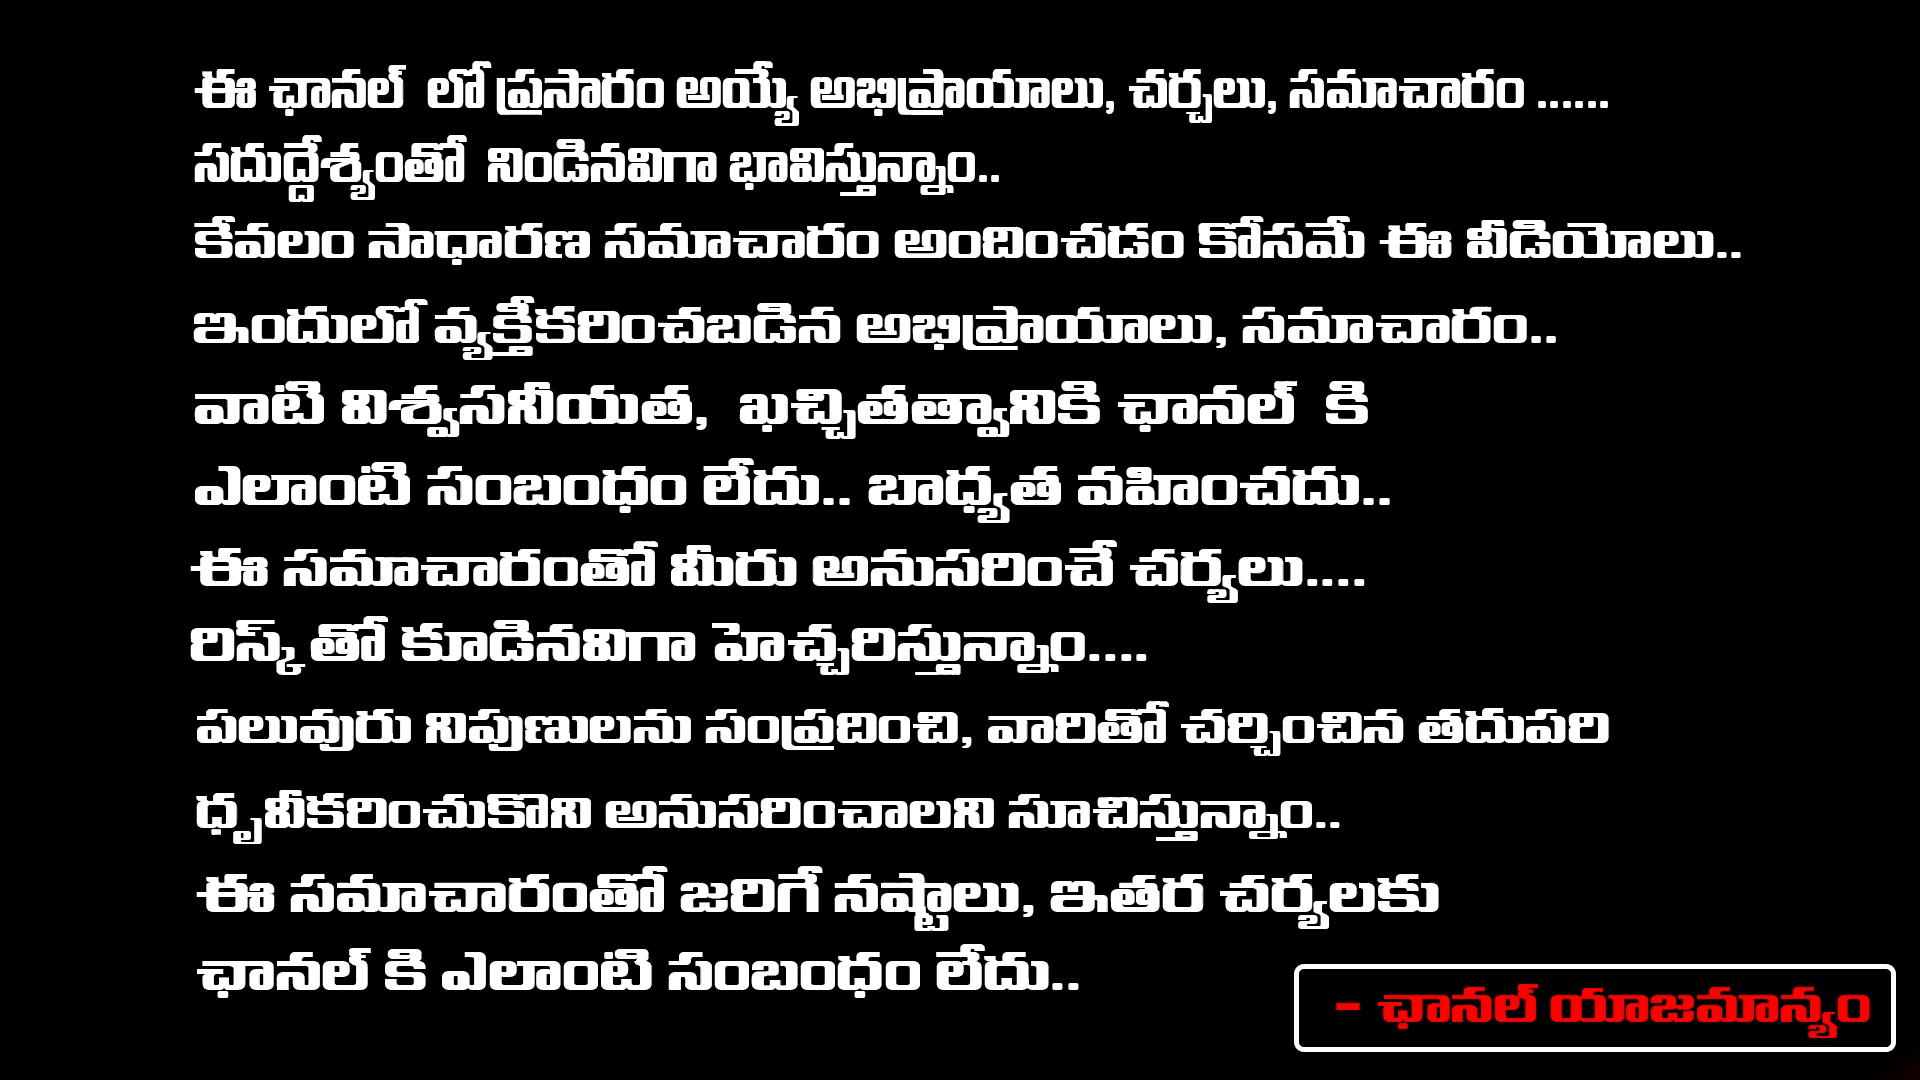 ఈ ఛానల్ లో ప్రసారం అయ్యే అభిప్రాయాలు, చర్చలు, సమాచారం ......
సదుద్దేశ్యంతో నిండినవిగా భావిస్తున్నాం..
కేవలం సాధారణ సమాచారం అందించడం కోసమే ఈ వీడియోలు..
ఇందులో వ్యక్తీకరించబడిన అభిప్రాయాలు, సమాచారం..
వాటి విశ్వసనీయత, ఖచ్చితత్వానికి ఛానల్ కి
ఎలాంటి సంబంధం లేదు.. బాధ్యత వహించదు..
ఈ సమాచారంతో మీరు అనుసరించే చర్యలు....
రిస్క్ తో కూడినవిగా హెచ్చరిస్తున్నాం....
పలువురు నిపుణులను సంప్రదించి, వారితో చర్చించిన తదుపరి
ధృవీకరించుకొని అనుసరించాలని సూచిస్తున్నాం..
ఈ సమాచారంతో జరిగే నష్టాలు, ఇతర చర్యలకు
ఛానల్ కి ఎలాంటి సంబంధం లేదు..
- ఛానల్ యాజమాన్యం